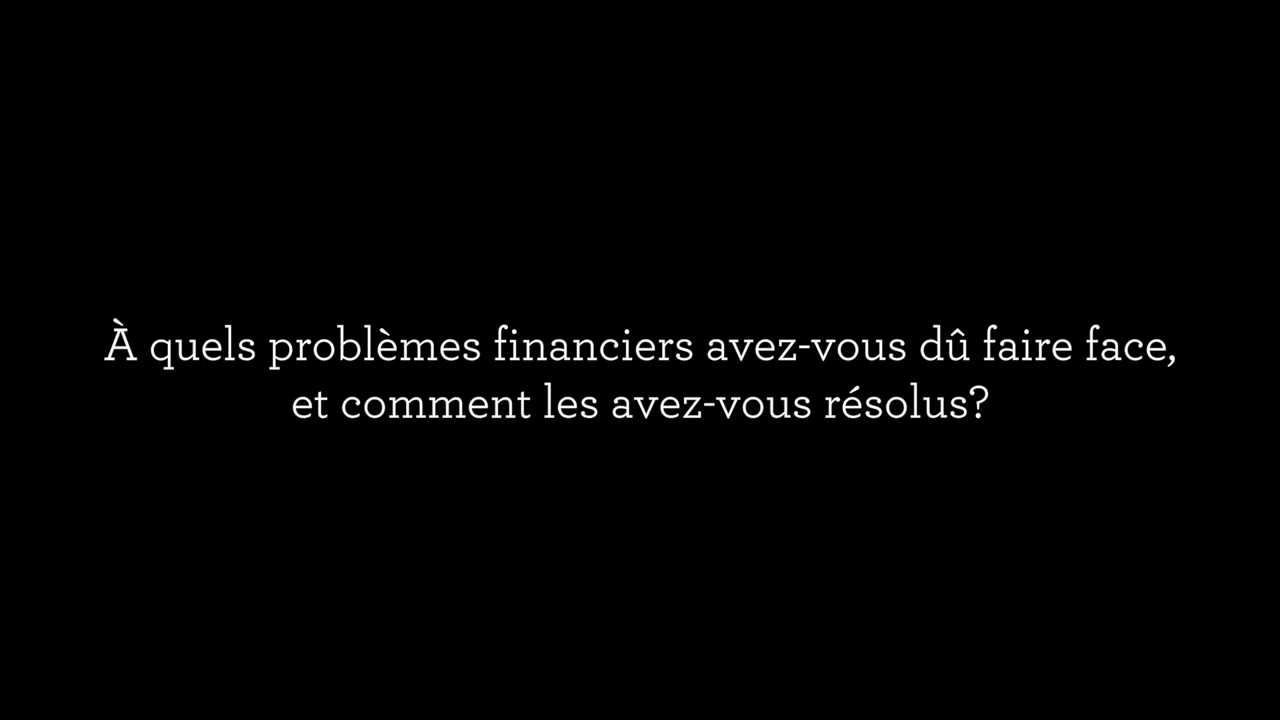 À quels problèmes financiers avez-vous dû faire face,
et comment les avez-vous résolus?